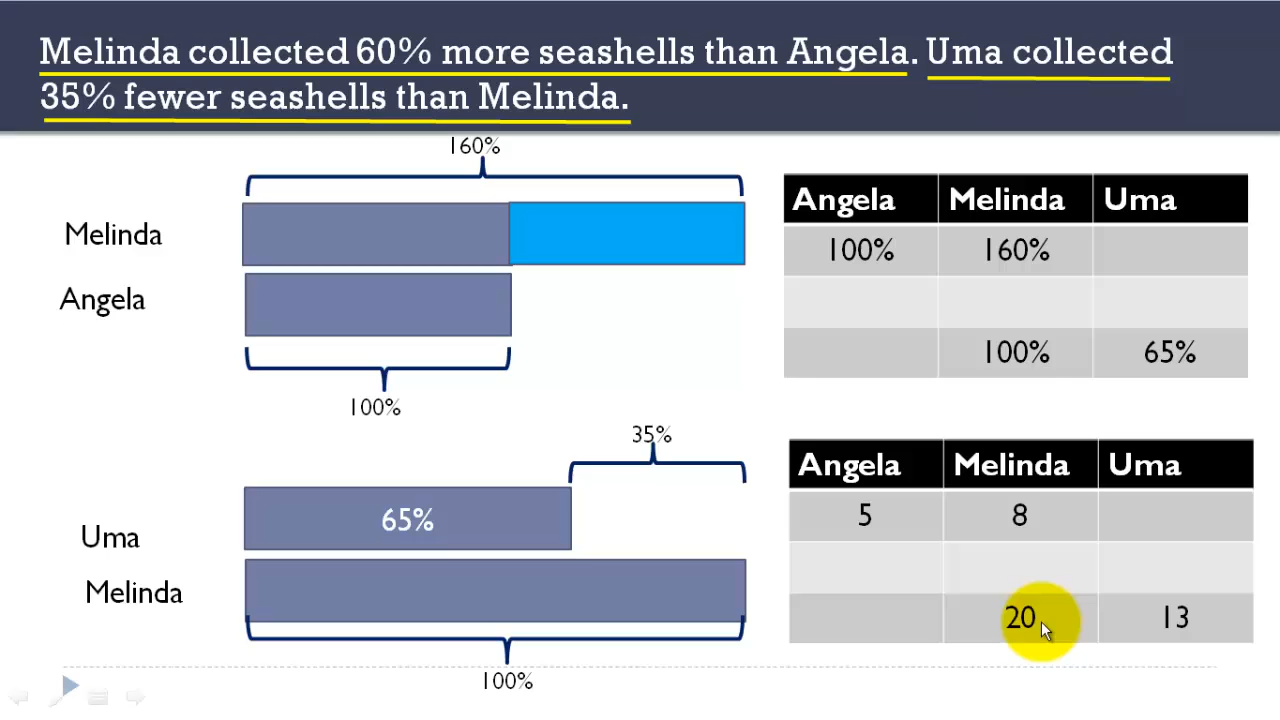 Melinda collected 60% more seashells than Angela. Uma collected
35% fewer seashells than Melinda.
160%
Melinda
Angela
100%
Angela Melinda Uma
100% 160%
100% 65%
35%
65%
Uma
Melinda
100%
Angela Melinda Uma
5 8
20 13